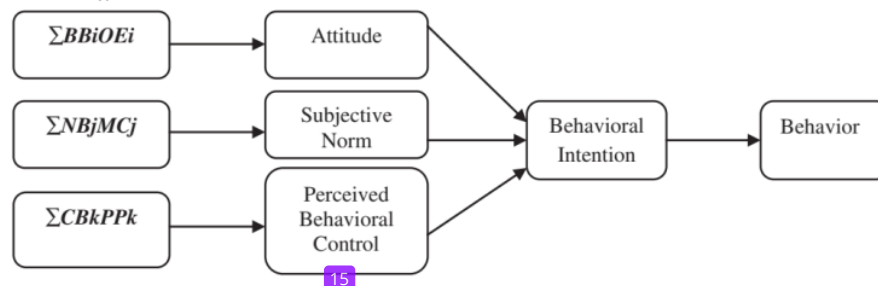 ∑BBiOEi
Attitude
∑NBjMCj
Subjective
Norm
Behavioral
Intention
Behavior
∑CBkPPk
Perceived
Behavioral
Control
15